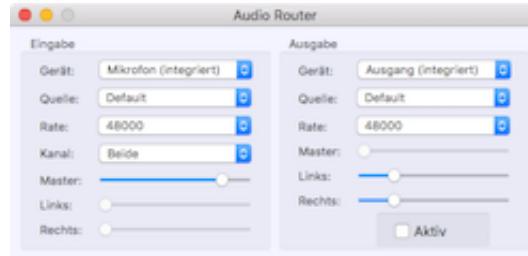 Audio Router
Eingabe
Gerät: Mikrofon (integriert)
Quelle: Default
Rate: 48000
Kanal: Beide
Master:
Links:
Rechts:
Ausgabe
Gerät: Ausgang (integriert)
Quelle: Default
Rate: 48000
Master:
Links:
Rechts:
Aktiv